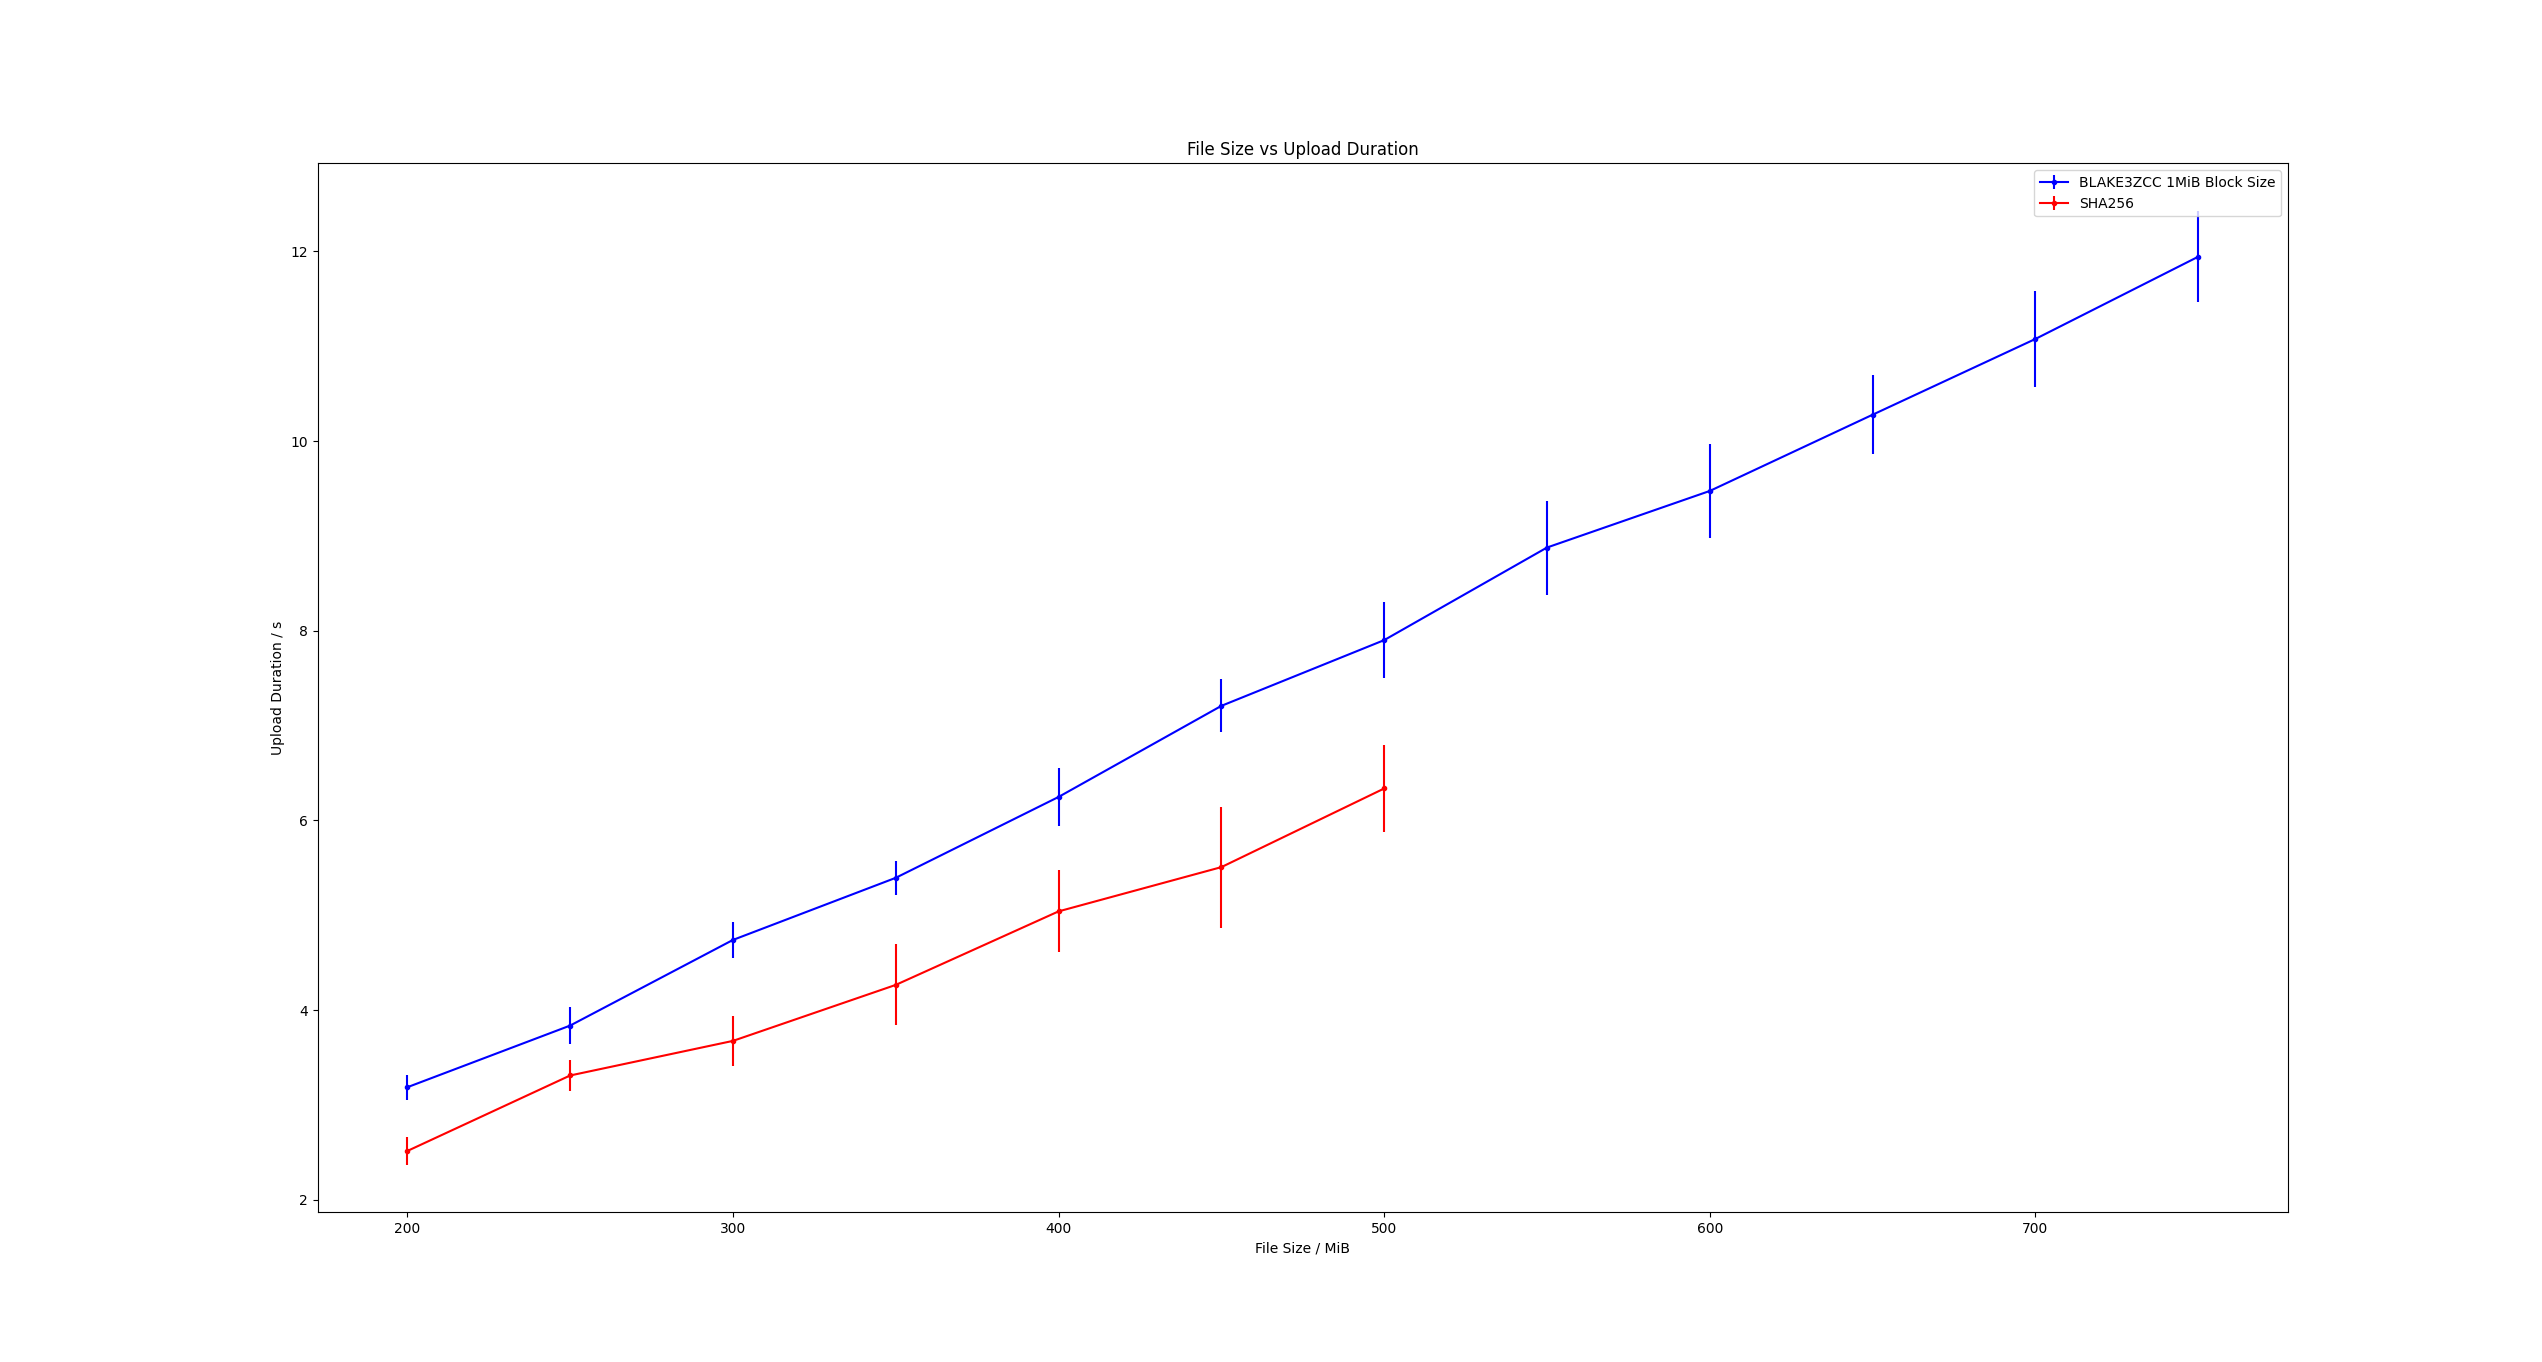 File Size vs Upload Duration
BLAKE3ZCC 1MiB Block Size
SHA256
12
10
8
6
4
2
Upload Duration / s
200 300 400 500 600 700
File Size / MiB